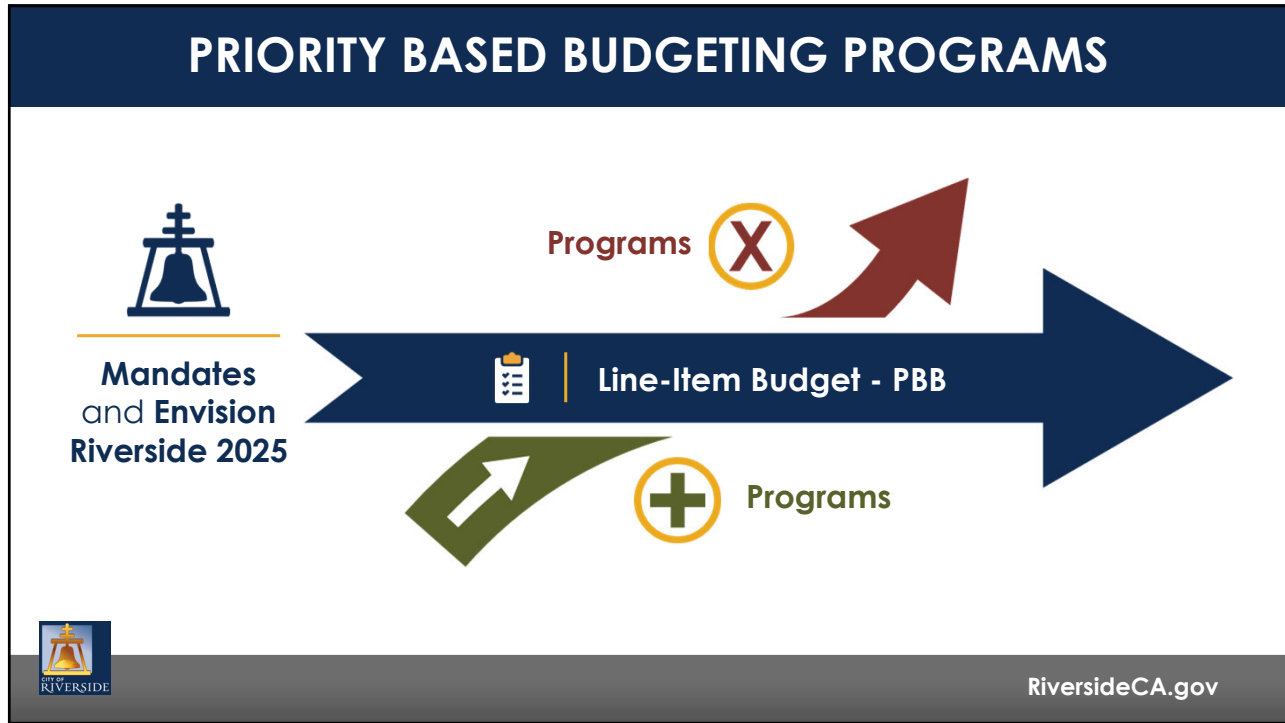 PRIORITY BASED BUDGETING PROGRAMS
Programs X
Mandates
and Envision
Riverside 2025
Line-Item Budget - PBB
Programs
CITY OF
RIVERSIDE
RiversideCA.gov